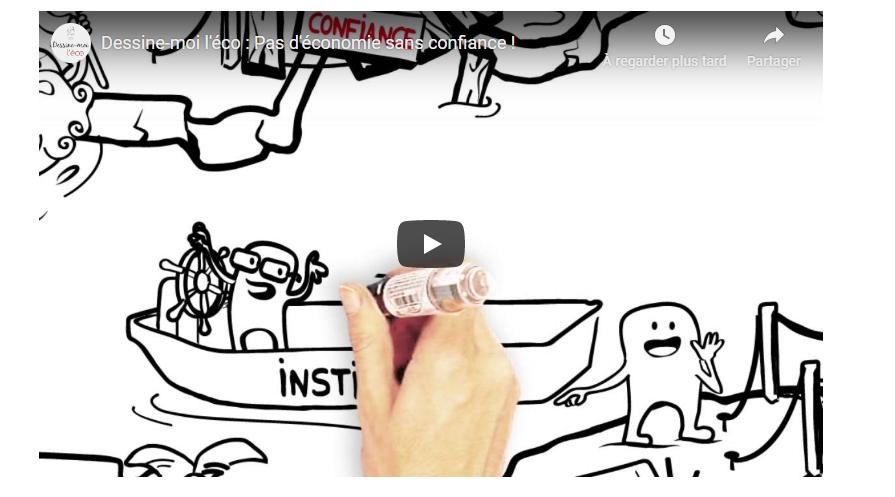 CONFIANCE
Dessine-moi l'éco
Dessine-moi l'éco : Pas d'économie sans confiance !
À regarder plus tard
Partager
iNSTi